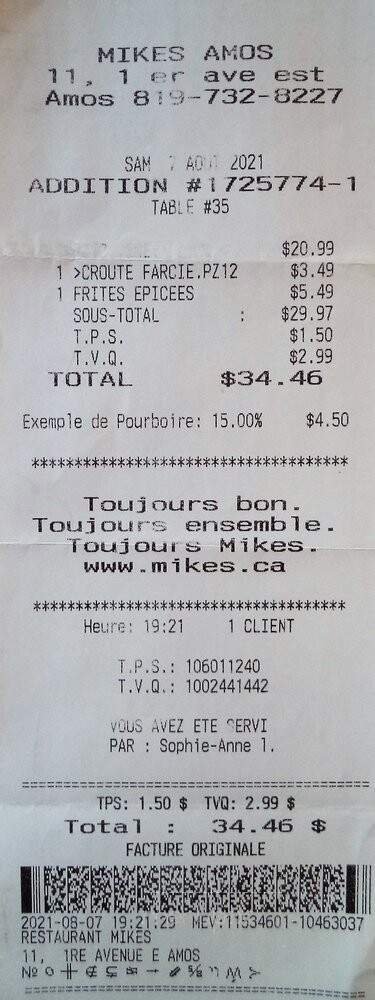 MIKES AMOS
11, 1 er ave est
Amos 819-732-8227
SAM 7 AOUT 2021
ADDITION #1725774-1
TABLE #35
$20.99
1 >CROUTE FARCIE.PZ12 $3.49
1 FRITES EPICEES $5.49
SOUS-TOTAL : $29.97
T.P.S. $1.50
T.V.Q. $2.99
TOTAL $34.46
Exemple de Pourboire: 15.00% $4.50
*************************************
Toujours bon.
Toujours ensemble.
Toujours Mikes.
www.mikes.ca
*************************************
Heure: 19:21 1 CLIENT
T.P.S.: 106011240
T.V.Q.: 1002441442
VOUS AVEZ ETE SERVI
PAR : Sophie-Anne 1.
==========================================
TPS: 1.50 $ TVQ: 2.99 $
Total : 34.46 $
FACTURE ORIGINALE
2021-08-07 19:21:29 MEV:11534601-10463037
RESTAURANT MIKES
11, 1RE AVENUE E AMOS
==========================================